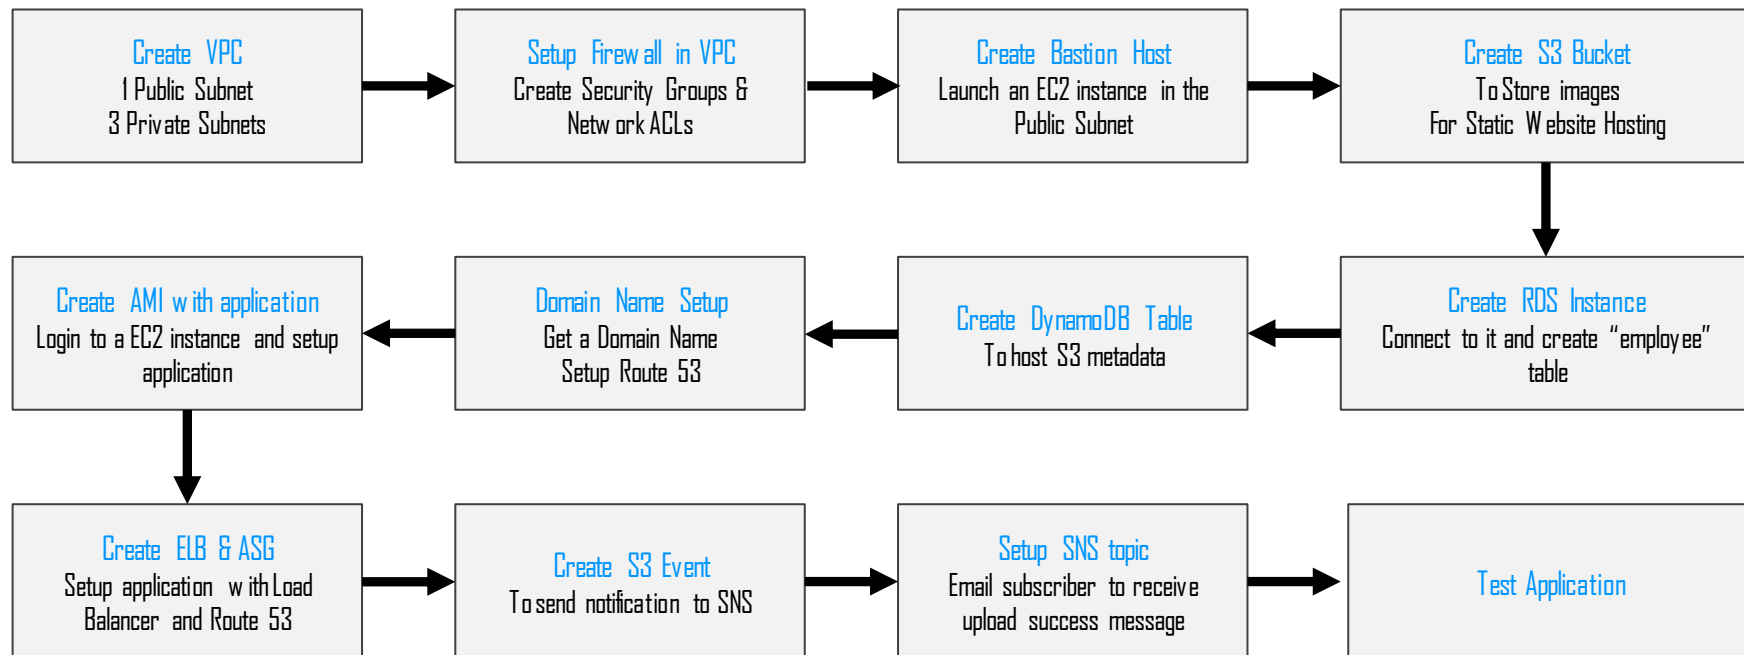 Create VPC
1 Public Subnet
3 Private Subnets
Setup Firewall in VPC
Create Security Groups &
Network ACLs
Create Bastion Host
Launch an EC2 instance in the
Public Subnet
Create S3 Bucket
To Store images
For Static Website Hosting
Create AMI with application
Login to a EC2 instance and setup
application
Domain Name Setup
Get a Domain Name
Setup Route 53
Create DynamoDB Table
To host S3 metadata
Create RDS Instance
Connect to it and create “employee”
table
Create ELB & ASG
Setup application with Load
Balancer and Route 53
Create S3 Event
To send notification to SNS
Setup SNS topic
Email subscriber to receive
upload success message
Test Application